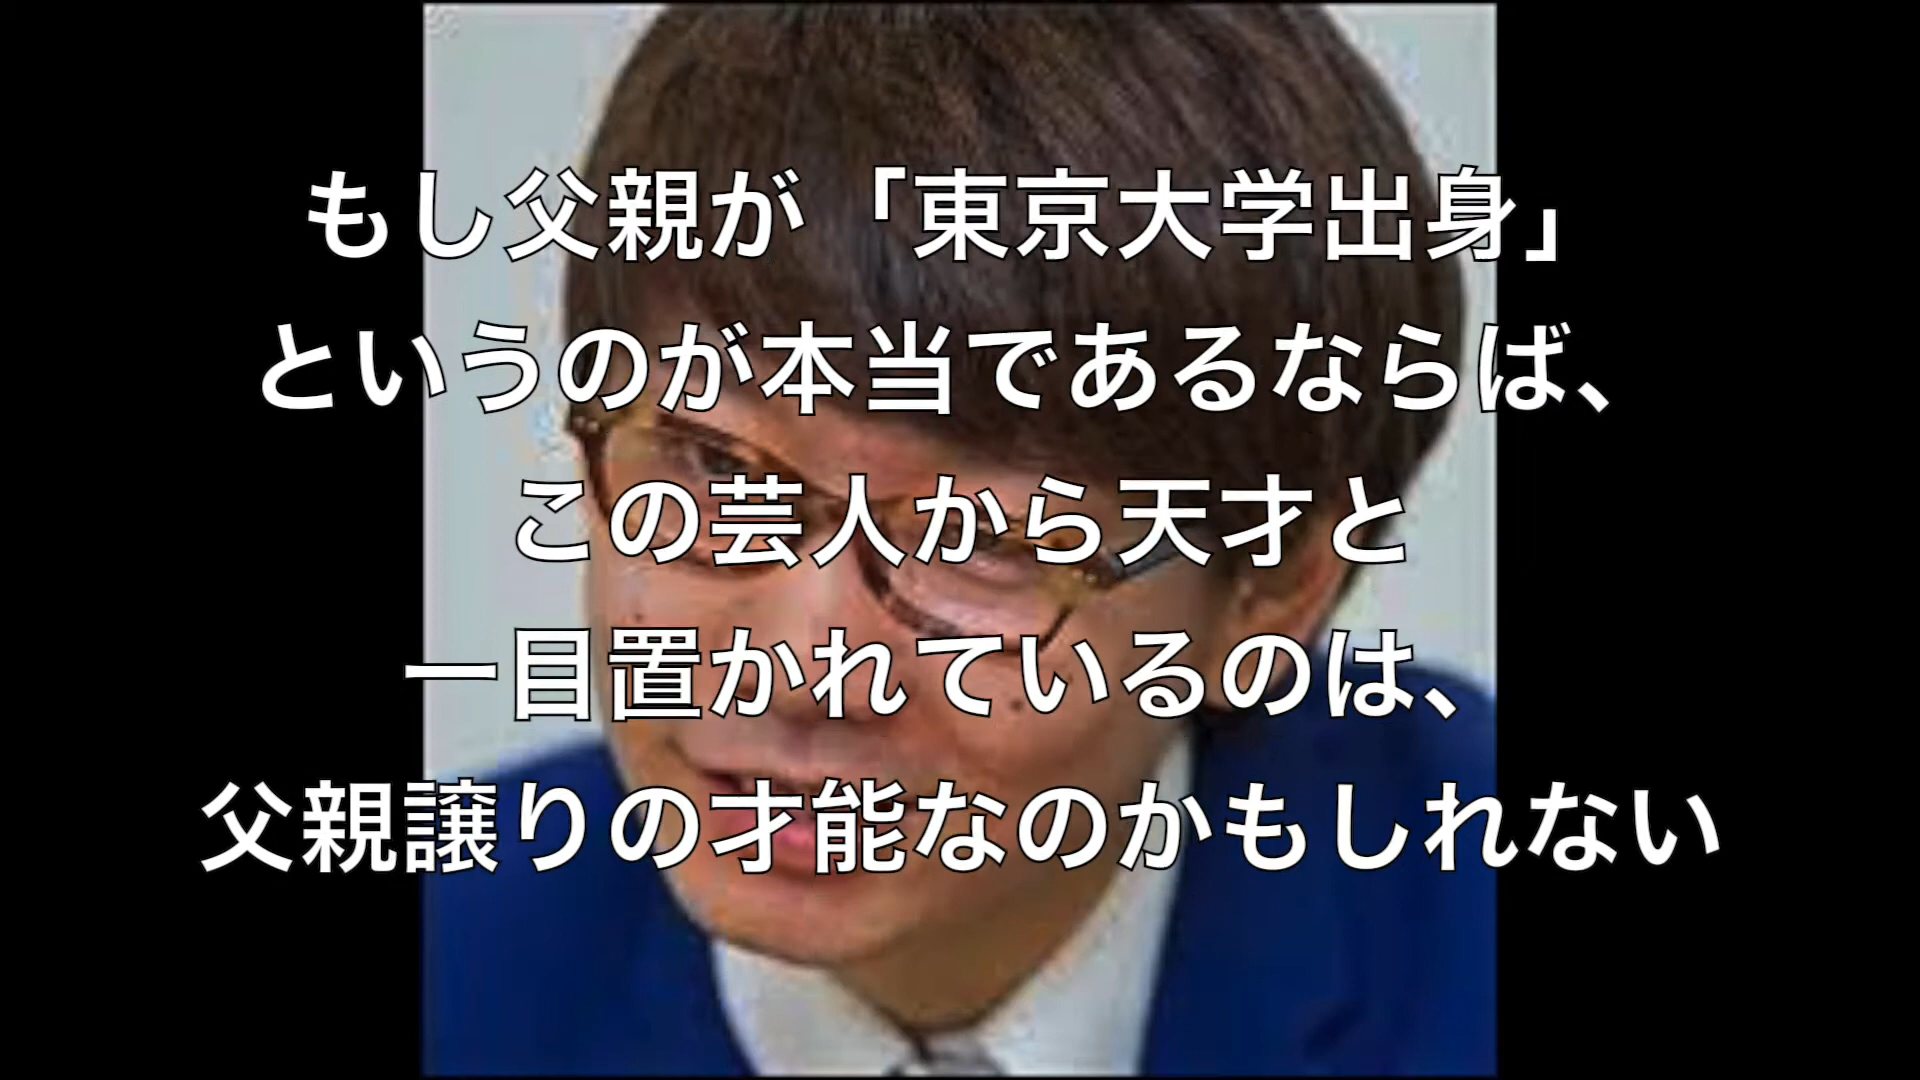 もし父親が「東京大学出身」
というのが本当であるならば、
この芸人から天才と
一目置かれているのは、
父親譲りの才能なのかもしれない